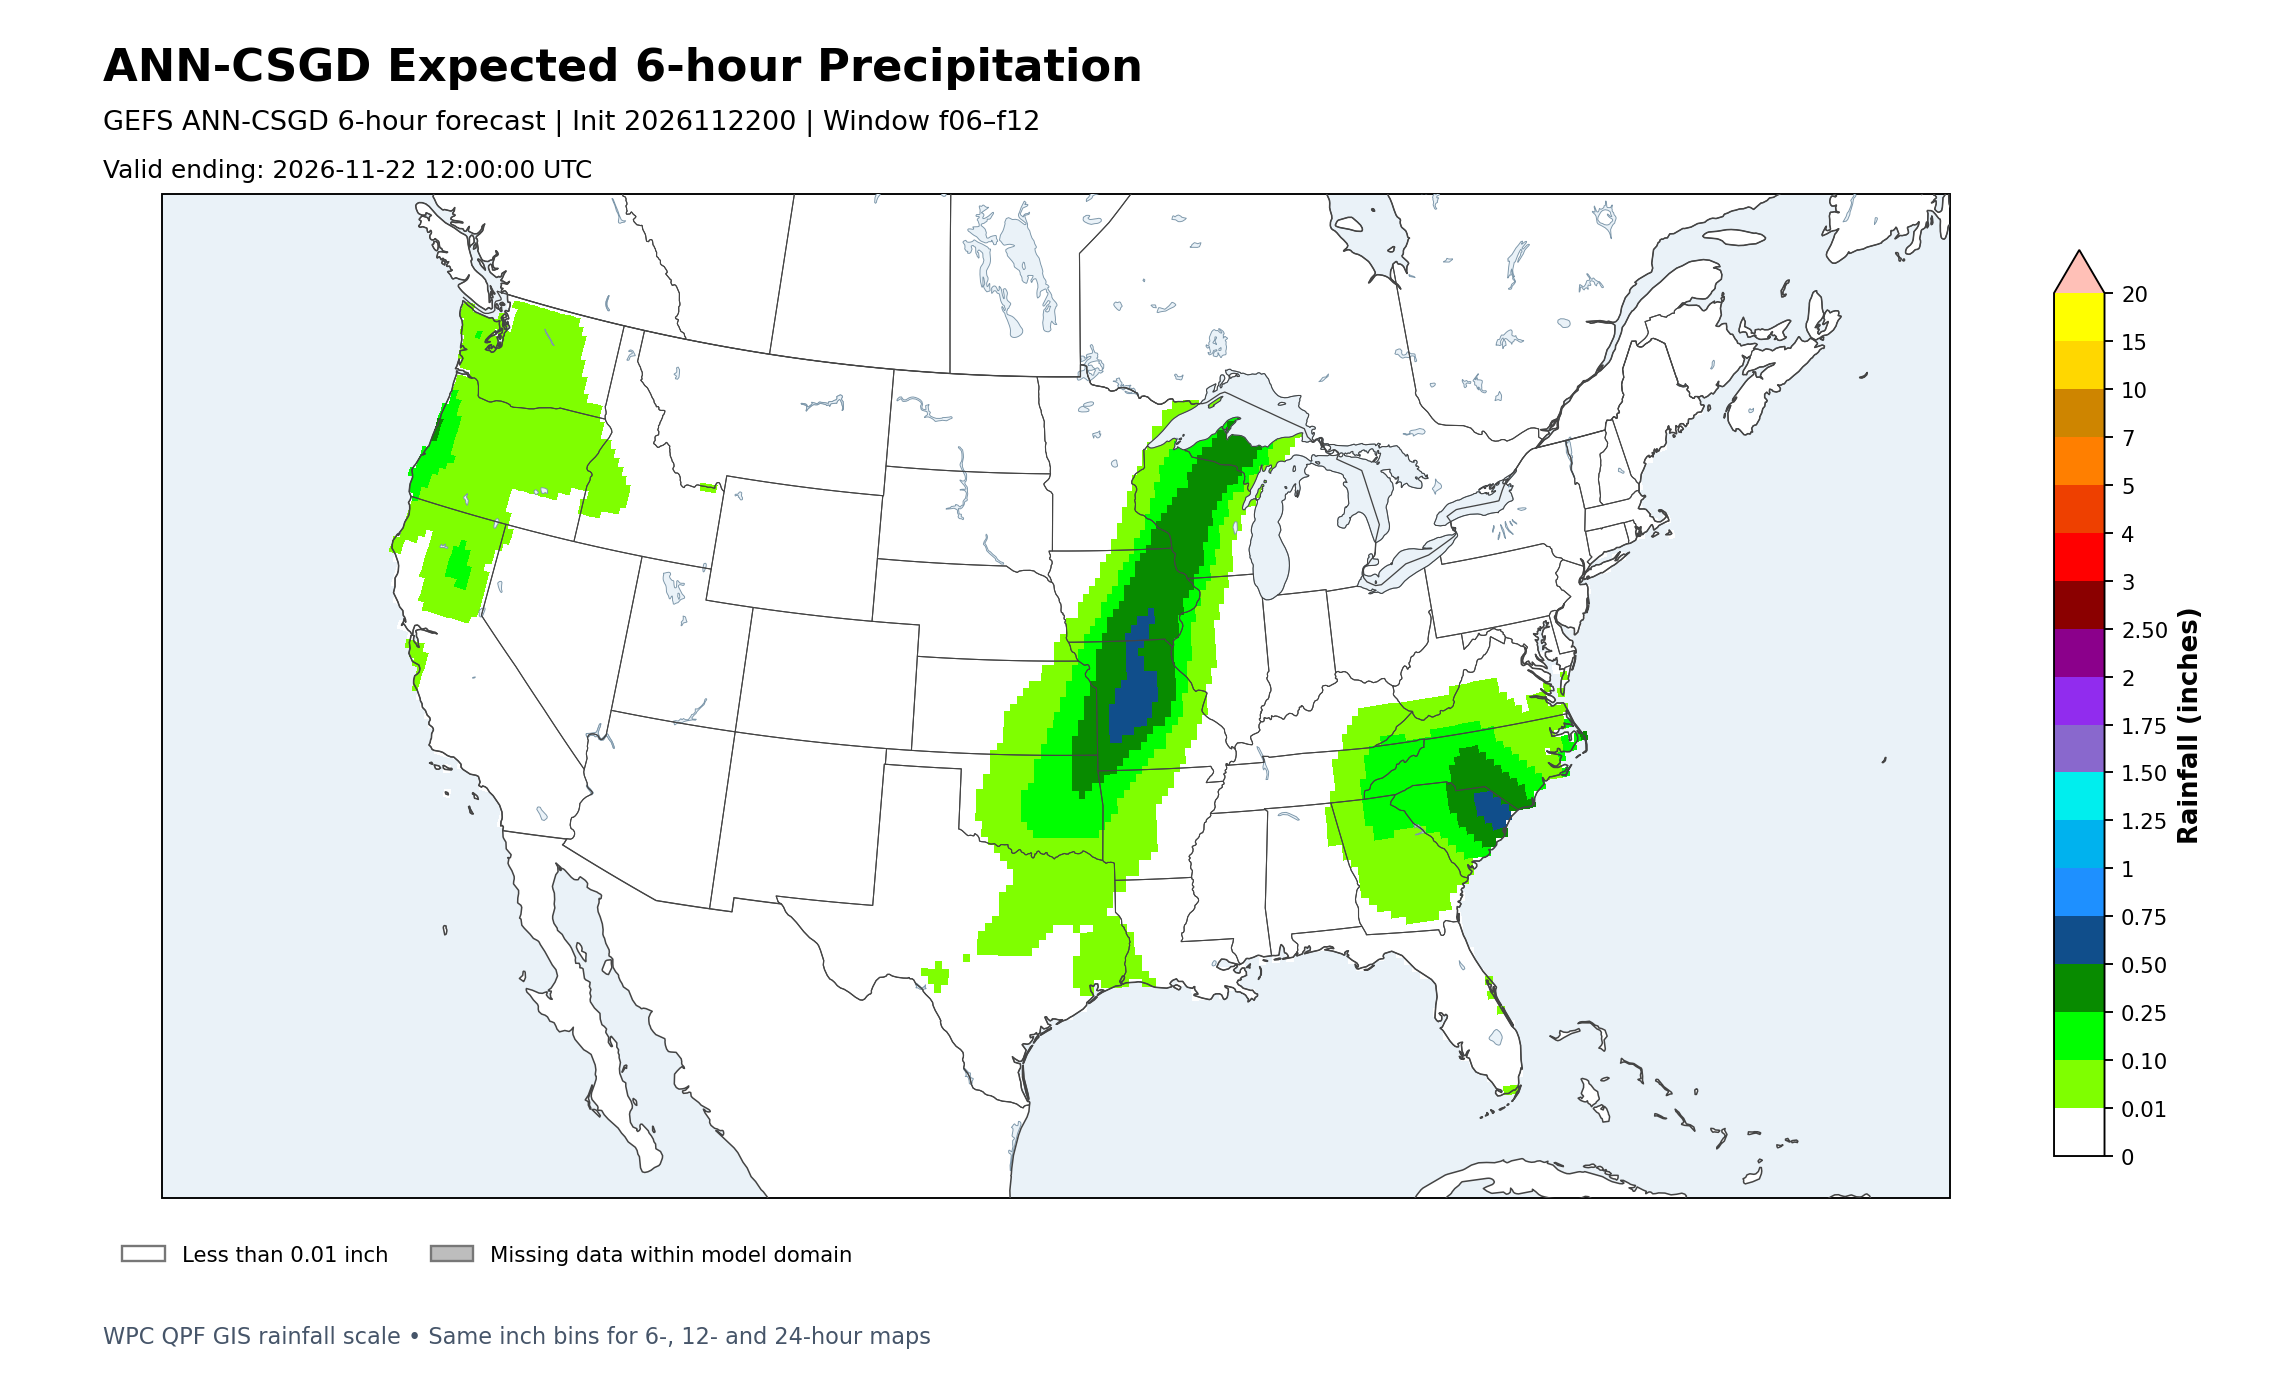 ANN-CSGD Expected 6-hour Precipitation
GEFS ANN-CSGD 6-hour forecast | Init 2026112200 | Window f06–f12
Valid ending: 2026-11-22 12:00:00 UTC
20
15
10
7
5
4
3
2.50
2
1.75
1.50
1.25
1
0.75
0.50
0.25
0.10
0.01
0
Rainfall (inches)
Less than 0.01 inch
Missing data within model domain
WPC QPF GIS rainfall scale • Same inch bins for 6-, 12- and 24-hour maps